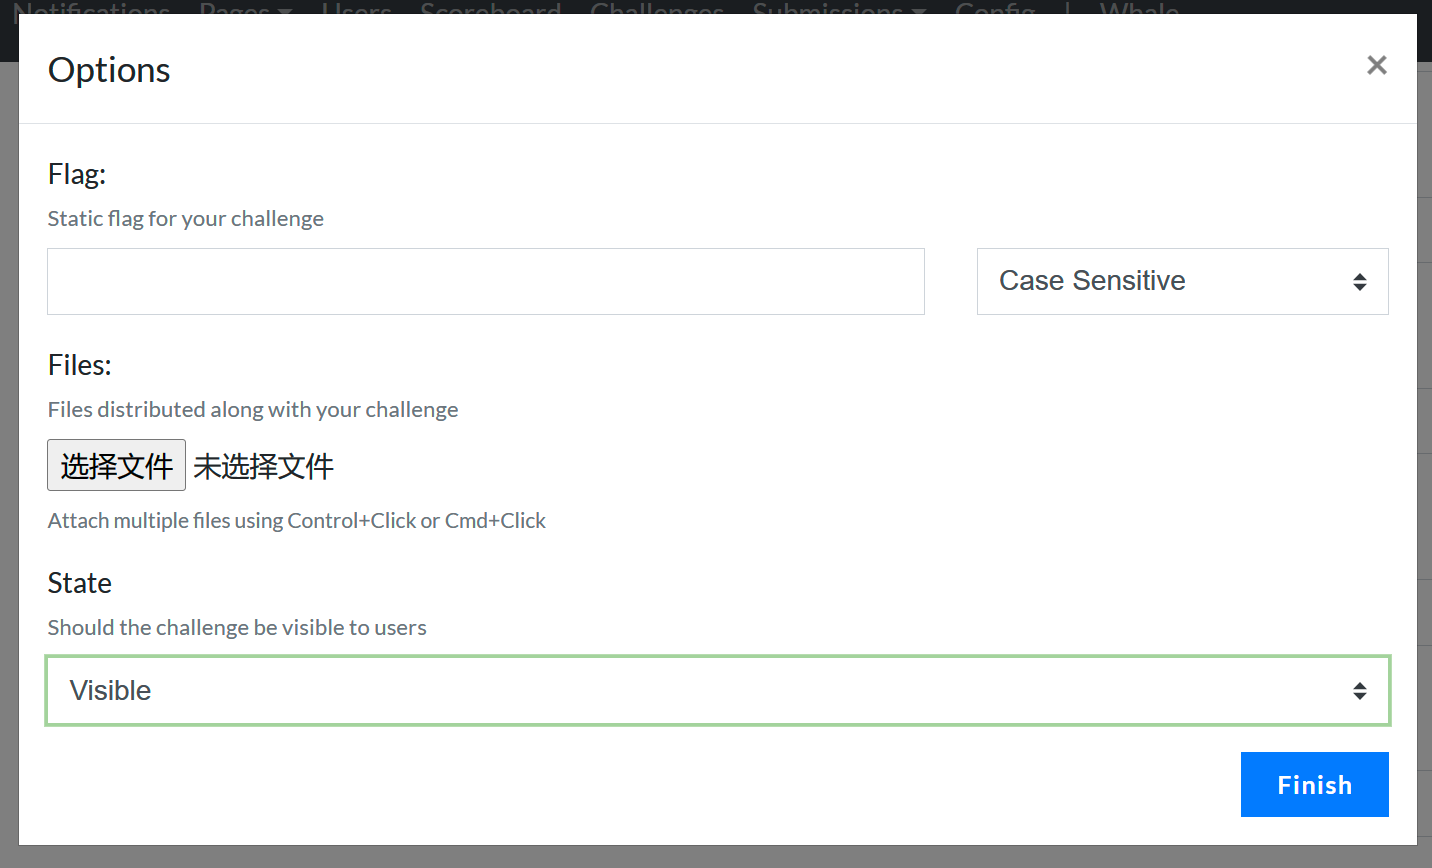 Notifications Pages Users Scoreboard Challenges Submissions Config | Whale
Options
×
Flag:
Static flag for your challenge
Case Sensitive
Files:
Files distributed along with your challenge
选择文件 未选择文件
Attach multiple files using Control+Click or Cmd+Click
State
Should the challenge be visible to users
Visible
Finish